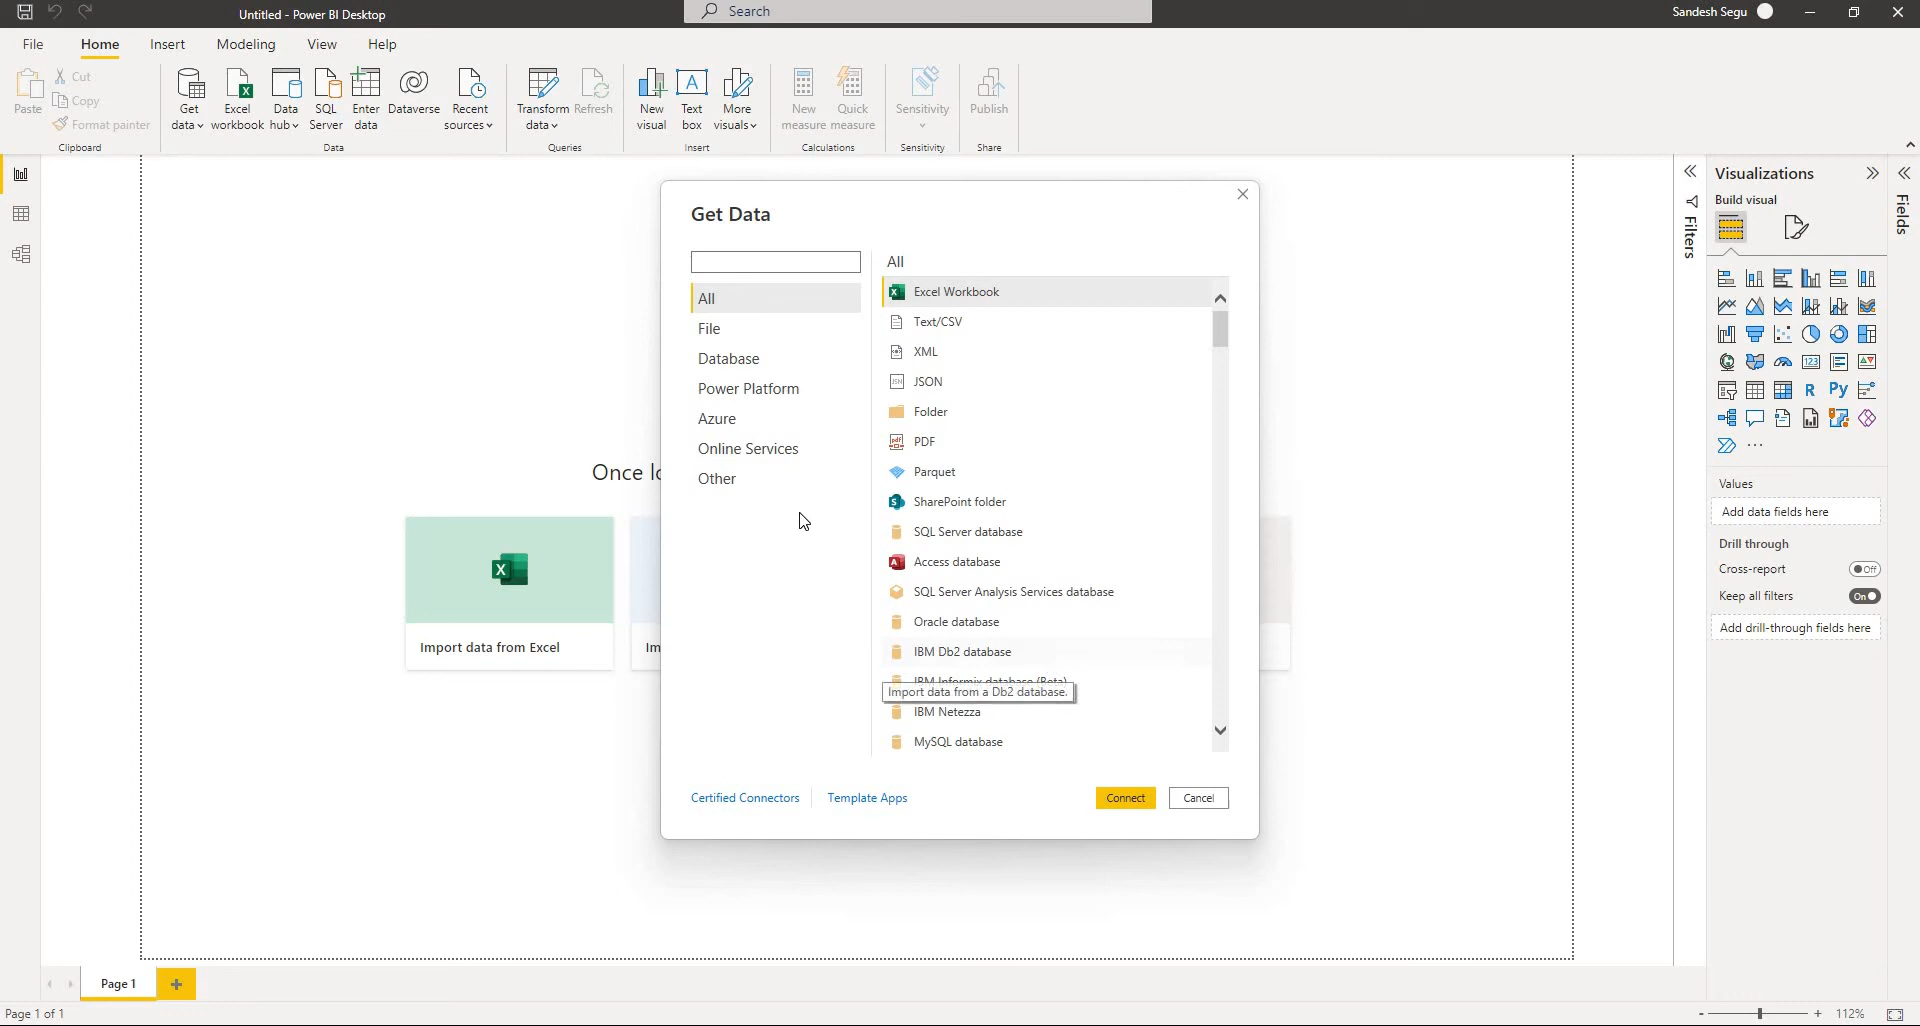 Untitled - Power BI Desktop
Search
Sandesh Segu
File
Home
Insert
Modeling
View
Help
Paste
Cut
Copy
Format painter
Clipboard
Get data
Excel workbook
Data hub
SQL Server
Enter data
Dataverse
Recent sources
Data
Transform data
Refresh
Queries
New visual
Text box
More visuals
Insert
New measure
Quick measure
Calculations
Sensitivity
Sensitivity
Publish
Share
Get Data
All
File
Database
Power Platform
Azure
Online Services
Other
All
Excel Workbook
Text/CSV
XML
JSON
Folder
PDF
Parquet
SharePoint folder
SQL Server database
Access database
SQL Server Analysis Services database
Oracle database
IBM Db2 database
IBM Informix database (Beta)
Import data from a Db2 database.
IBM Netezza
MySQL database
Certified Connectors
Template Apps
Connect
Cancel
Once lo
Import data from Excel
Im
Filters
Visualizations
Build visual
123
R
Py
Values
Add data fields here
Drill through
Cross-report
Off
Keep all filters
On
Add drill-through fields here
Fields
Page 1
Page 1 of 1
112%